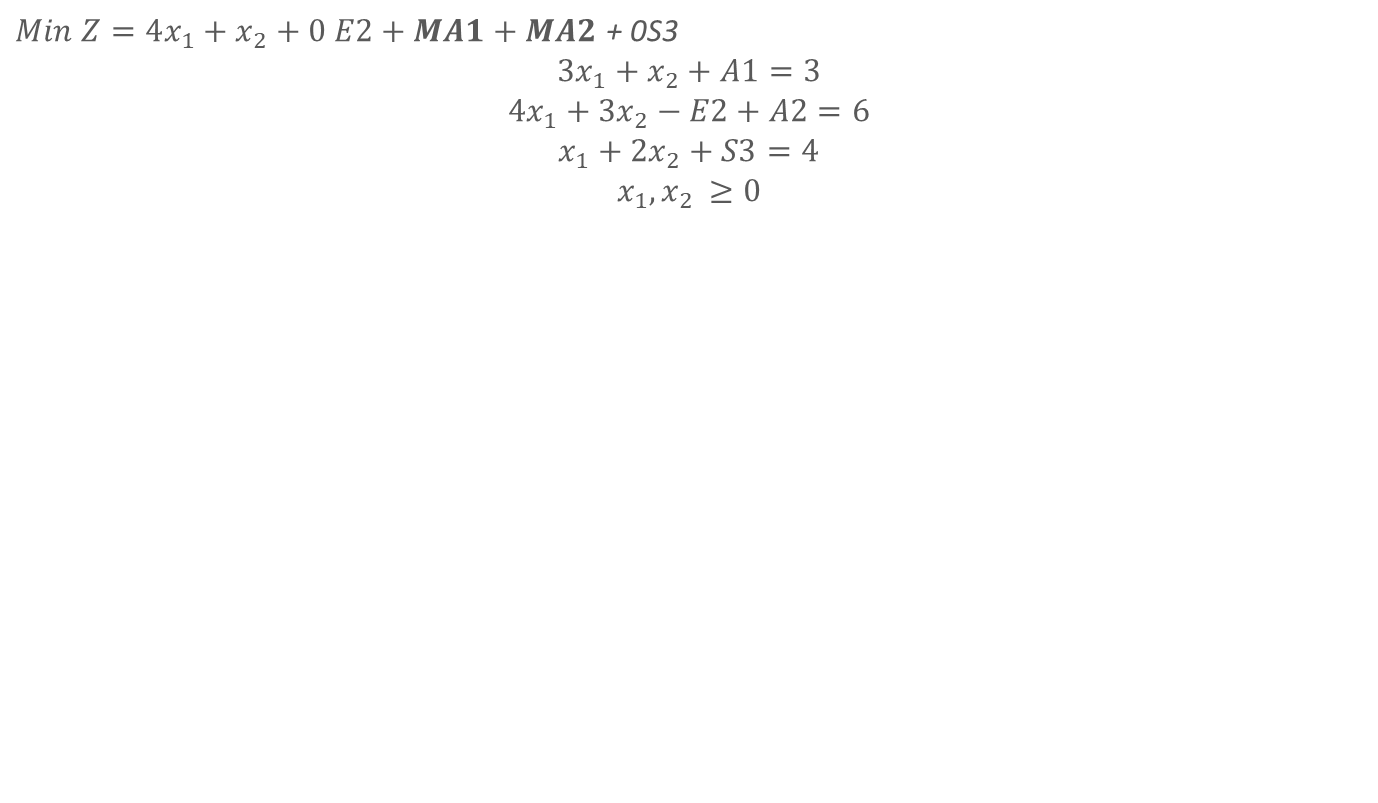 Min Z = 4x₁ + x₂ + 0 E2 + MA1 + MA2 + 0S3
3x₁ + x₂ + A1 = 3
4x₁ + 3x₂ − E2 + A2 = 6
x₁ + 2x₂ + S3 = 4
x₁, x₂ ≥ 0